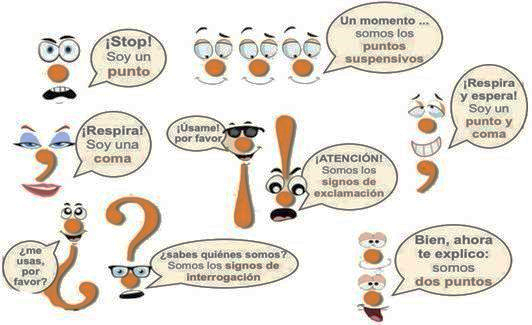 ¡Stop!
Soy un
punto
Un momento ...
somos los
puntos
suspensivos
¡Respira!
Soy una
coma
¡Úsame!
por favor
¡ATENCIÓN!
Somos los
signos de
exclamación
¡Respira
y espera!
Soy un
punto y
coma
¿me
usas,
por
favor?
¿sabes quiénes somos?
Somos los signos de
interrogación
Bien, ahora
te explico:
somos
dos puntos